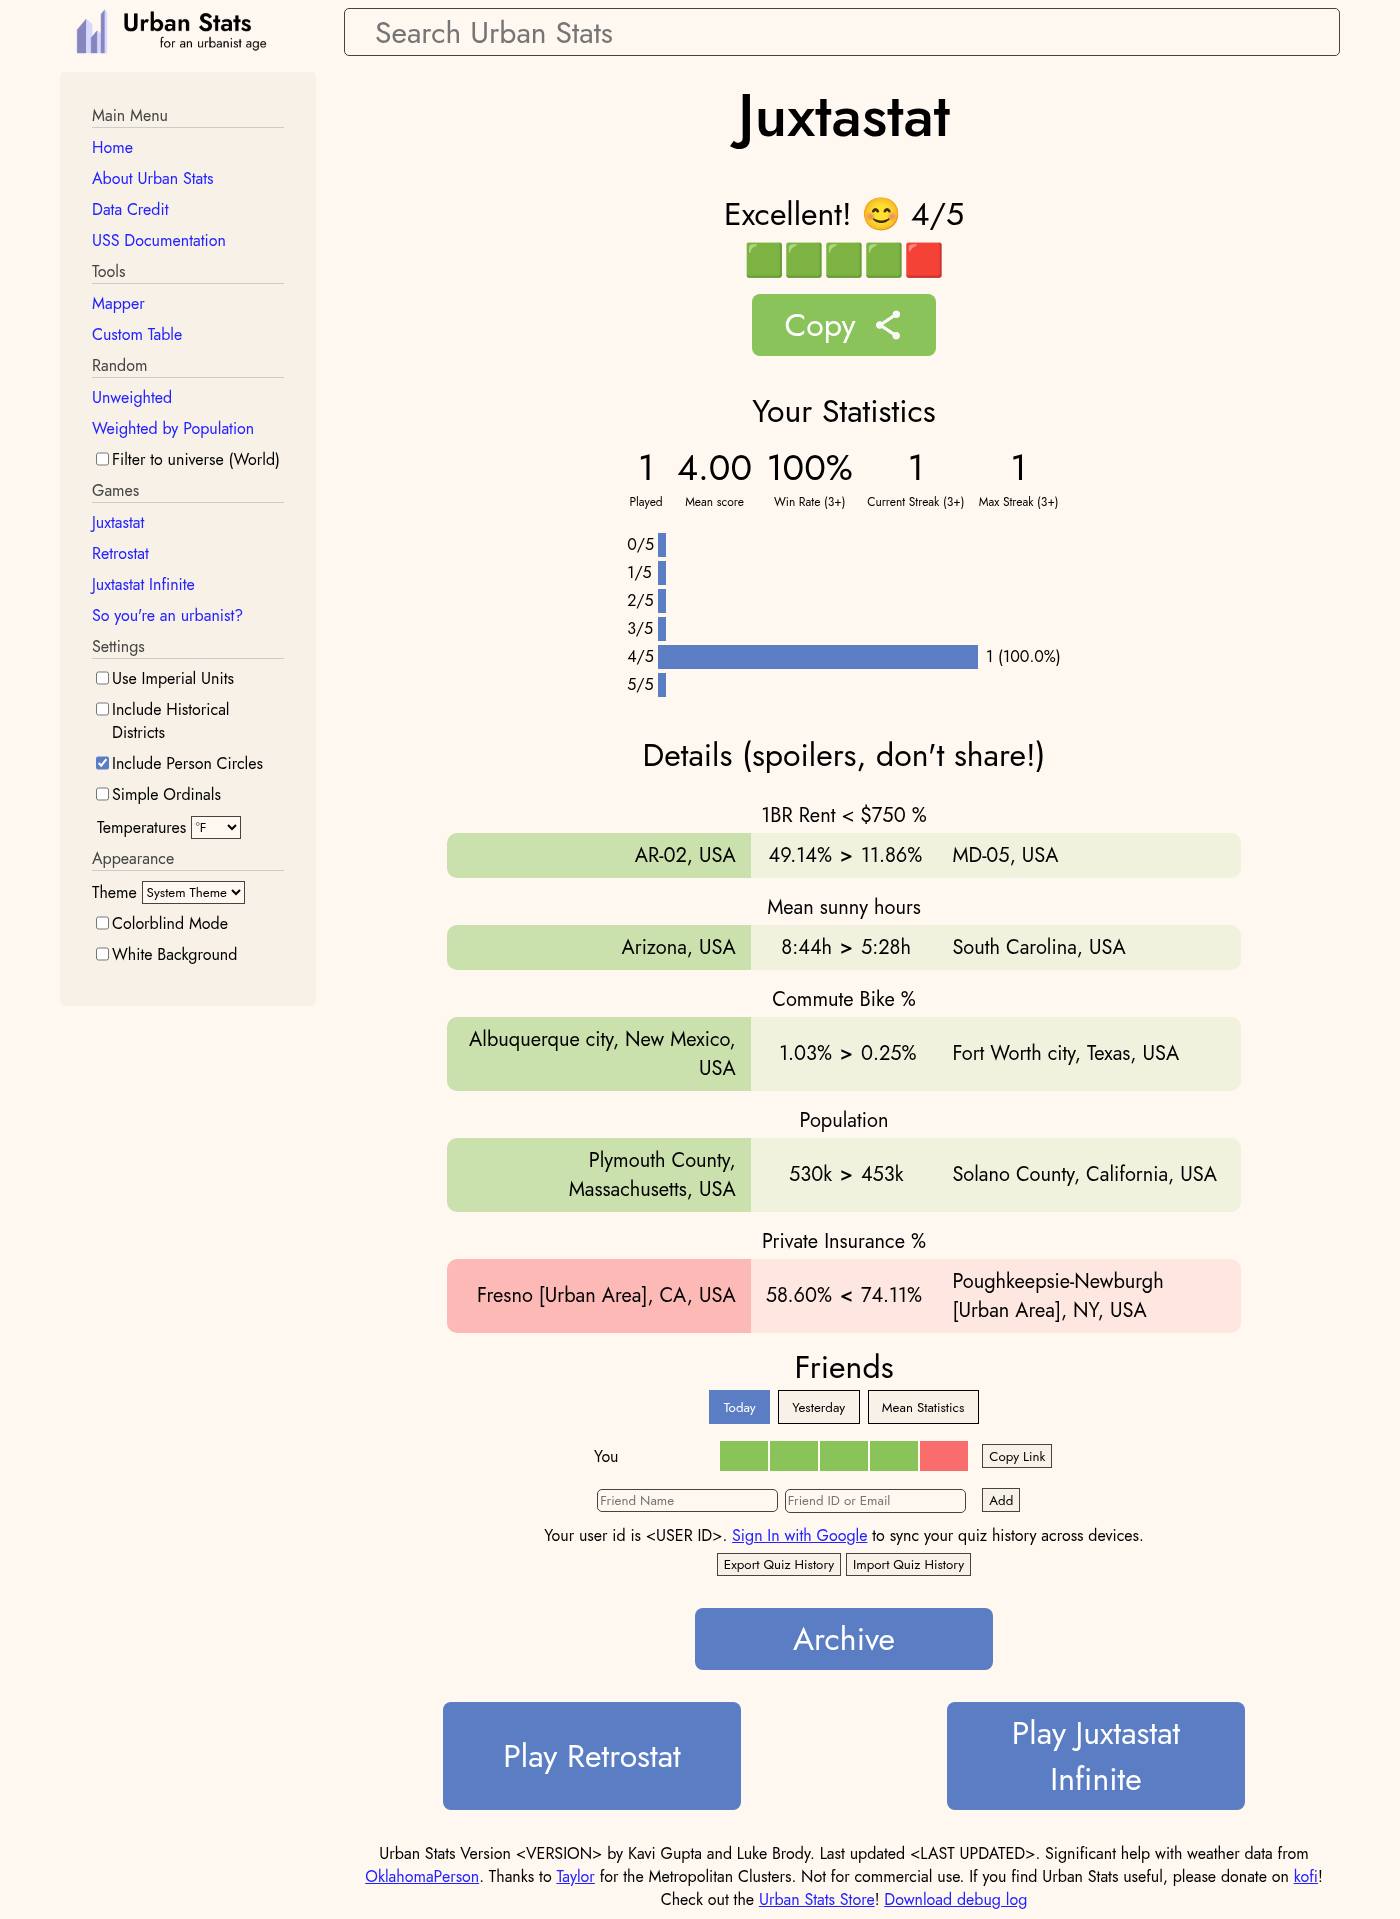 Urban Stats
for an urbanist age
Search Urban Stats
Main Menu
Home
About Urban Stats
Data Credit
USS Documentation
Tools
Mapper
Custom Table
Random
Unweighted
Weighted by Population
Filter to universe (World)
Games
Juxtastat
Retrostat
Juxtastat Infinite
So you're an urbanist?
Settings
Use Imperial Units
Include Historical
Districts
Include Person Circles
Simple Ordinals
Temperatures °F
Appearance
Theme System Theme
Colorblind Mode
White Background
Juxtastat
Excellent! 😊 4/5
Copy
Your Statistics
1 4.00 100% 1 1
Played Mean score Win Rate (3+) Current Streak (3+) Max Streak (3+)
0/5
1/5
2/5
3/5
4/5 1 (100.0%)
5/5
Details (spoilers, don't share!)
1BR Rent < $750 %
AR-02, USA 49.14% > 11.86% MD-05, USA
Mean sunny hours
Arizona, USA 8:44h > 5:28h South Carolina, USA
Commute Bike %
Albuquerque city, New Mexico,
USA
1.03% > 0.25% Fort Worth city, Texas, USA
Population
Plymouth County,
Massachusetts, USA
530k > 453k Solano County, California, USA
Private Insurance %
Fresno [Urban Area], CA, USA 58.60% < 74.11%
Poughkeepsie-Newburgh
[Urban Area], NY, USA
Friends
Today Yesterday Mean Statistics
You Copy Link
Friend Name Friend ID or Email Add
Your user id is <USER ID>. Sign In with Google to sync your quiz history across devices.
Export Quiz History Import Quiz History
Archive
Play Retrostat
Play Juxtastat
Infinite
Urban Stats Version <VERSION> by Kavi Gupta and Luke Brody. Last updated <LAST UPDATED>. Significant help with weather data from
OklahomaPerson. Thanks to Taylor for the Metropolitan Clusters. Not for commercial use. If you find Urban Stats useful, please donate on kofi!
Check out the Urban Stats Store! Download debug log